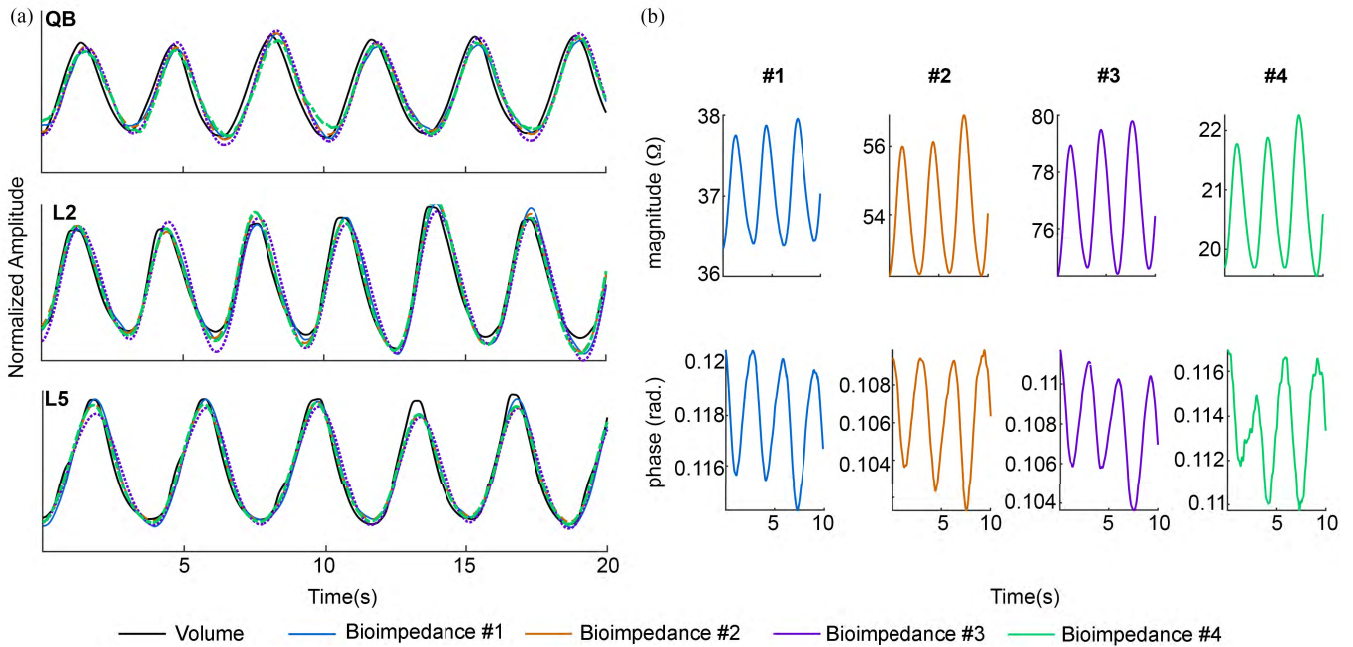 (a)
QB
L2
L5
Normalized Amplitude
5
10
15
20
Time(s)
(b)
#1
#2
#3
#4
magnitude (Ω)
38
37
36
56
54
80
78
76
22
21
20
phase (rad.)
0.12
0.118
0.116
0.108
0.106
0.104
0.11
0.108
0.106
0.104
0.116
0.114
0.112
0.11
5
10
5
10
5
10
5
10
Time(s)
Volume
Bioimpedance #1
Bioimpedance #2
Bioimpedance #3
Bioimpedance #4